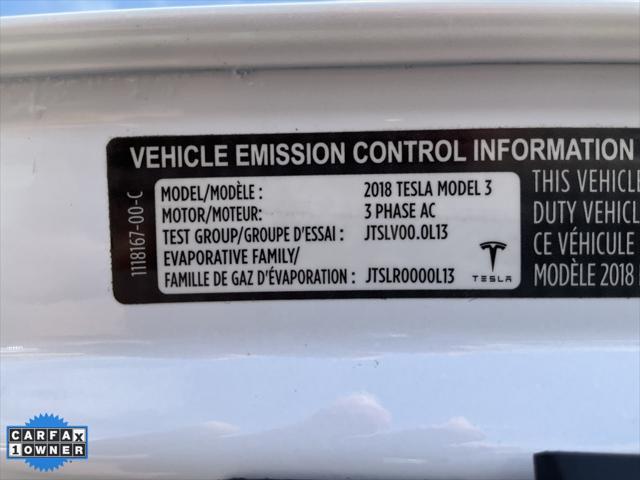 VEHICLE EMISSION CONTROL INFORMATION
1118167-00-C
MODEL/MODÈLE : 2018 TESLA MODEL 3
MOTOR/MOTEUR: 3 PHASE AC
TEST GROUP/GROUPE D'ESSAI : JTSLV00.0L13
EVAPORATIVE FAMILY/
FAMILLE DE GAZ D'ÉVAPORATION : JTSLR0000L13
TESLA
THIS VEHICLE
DUTY VEHICL
CE VÉHICULE
MODÈLE 2018
CARFAX
1 OWNER